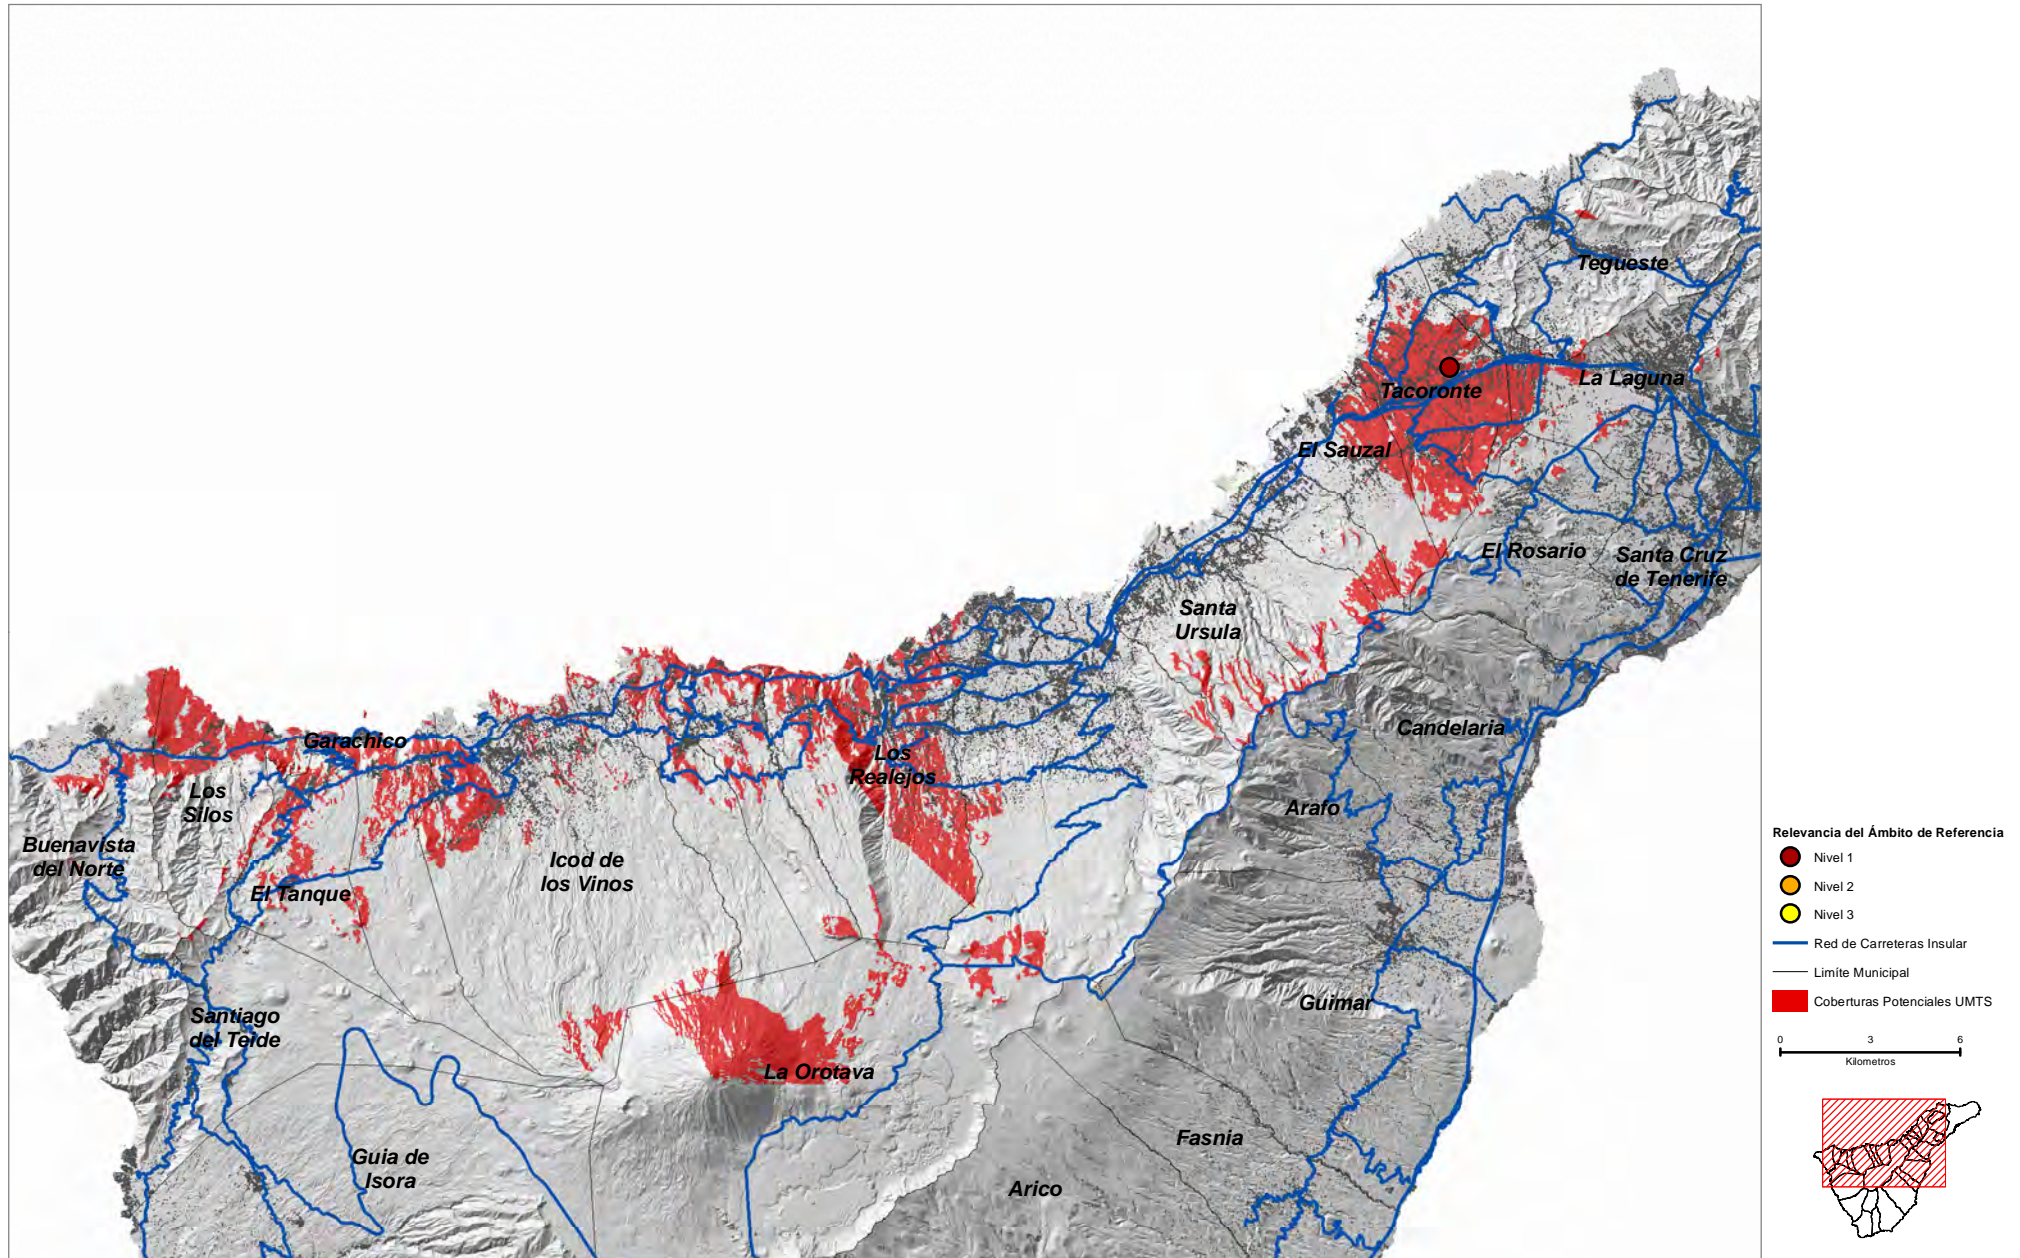 Tegueste
La Laguna
Tacoronte
El Sauzal
El Rosario
Santa Cruz
de Tenerife
Santa
Ursula
Candelaria
Garachico
Los
Realejos
Los
Silos
Arafo
Buenavista
del Norte
Icod de
los Vinos
El Tanque
Guimar
Santiago
del Teide
La Orotava
Fasnia
Guia de
Isora
Arico
Relevancia del Ámbito de Referencia
Nivel 1
Nivel 2
Nivel 3
Red de Carreteras Insular
Limíte Municipal
Coberturas Potenciales UMTS
0 3 6
Kilometros